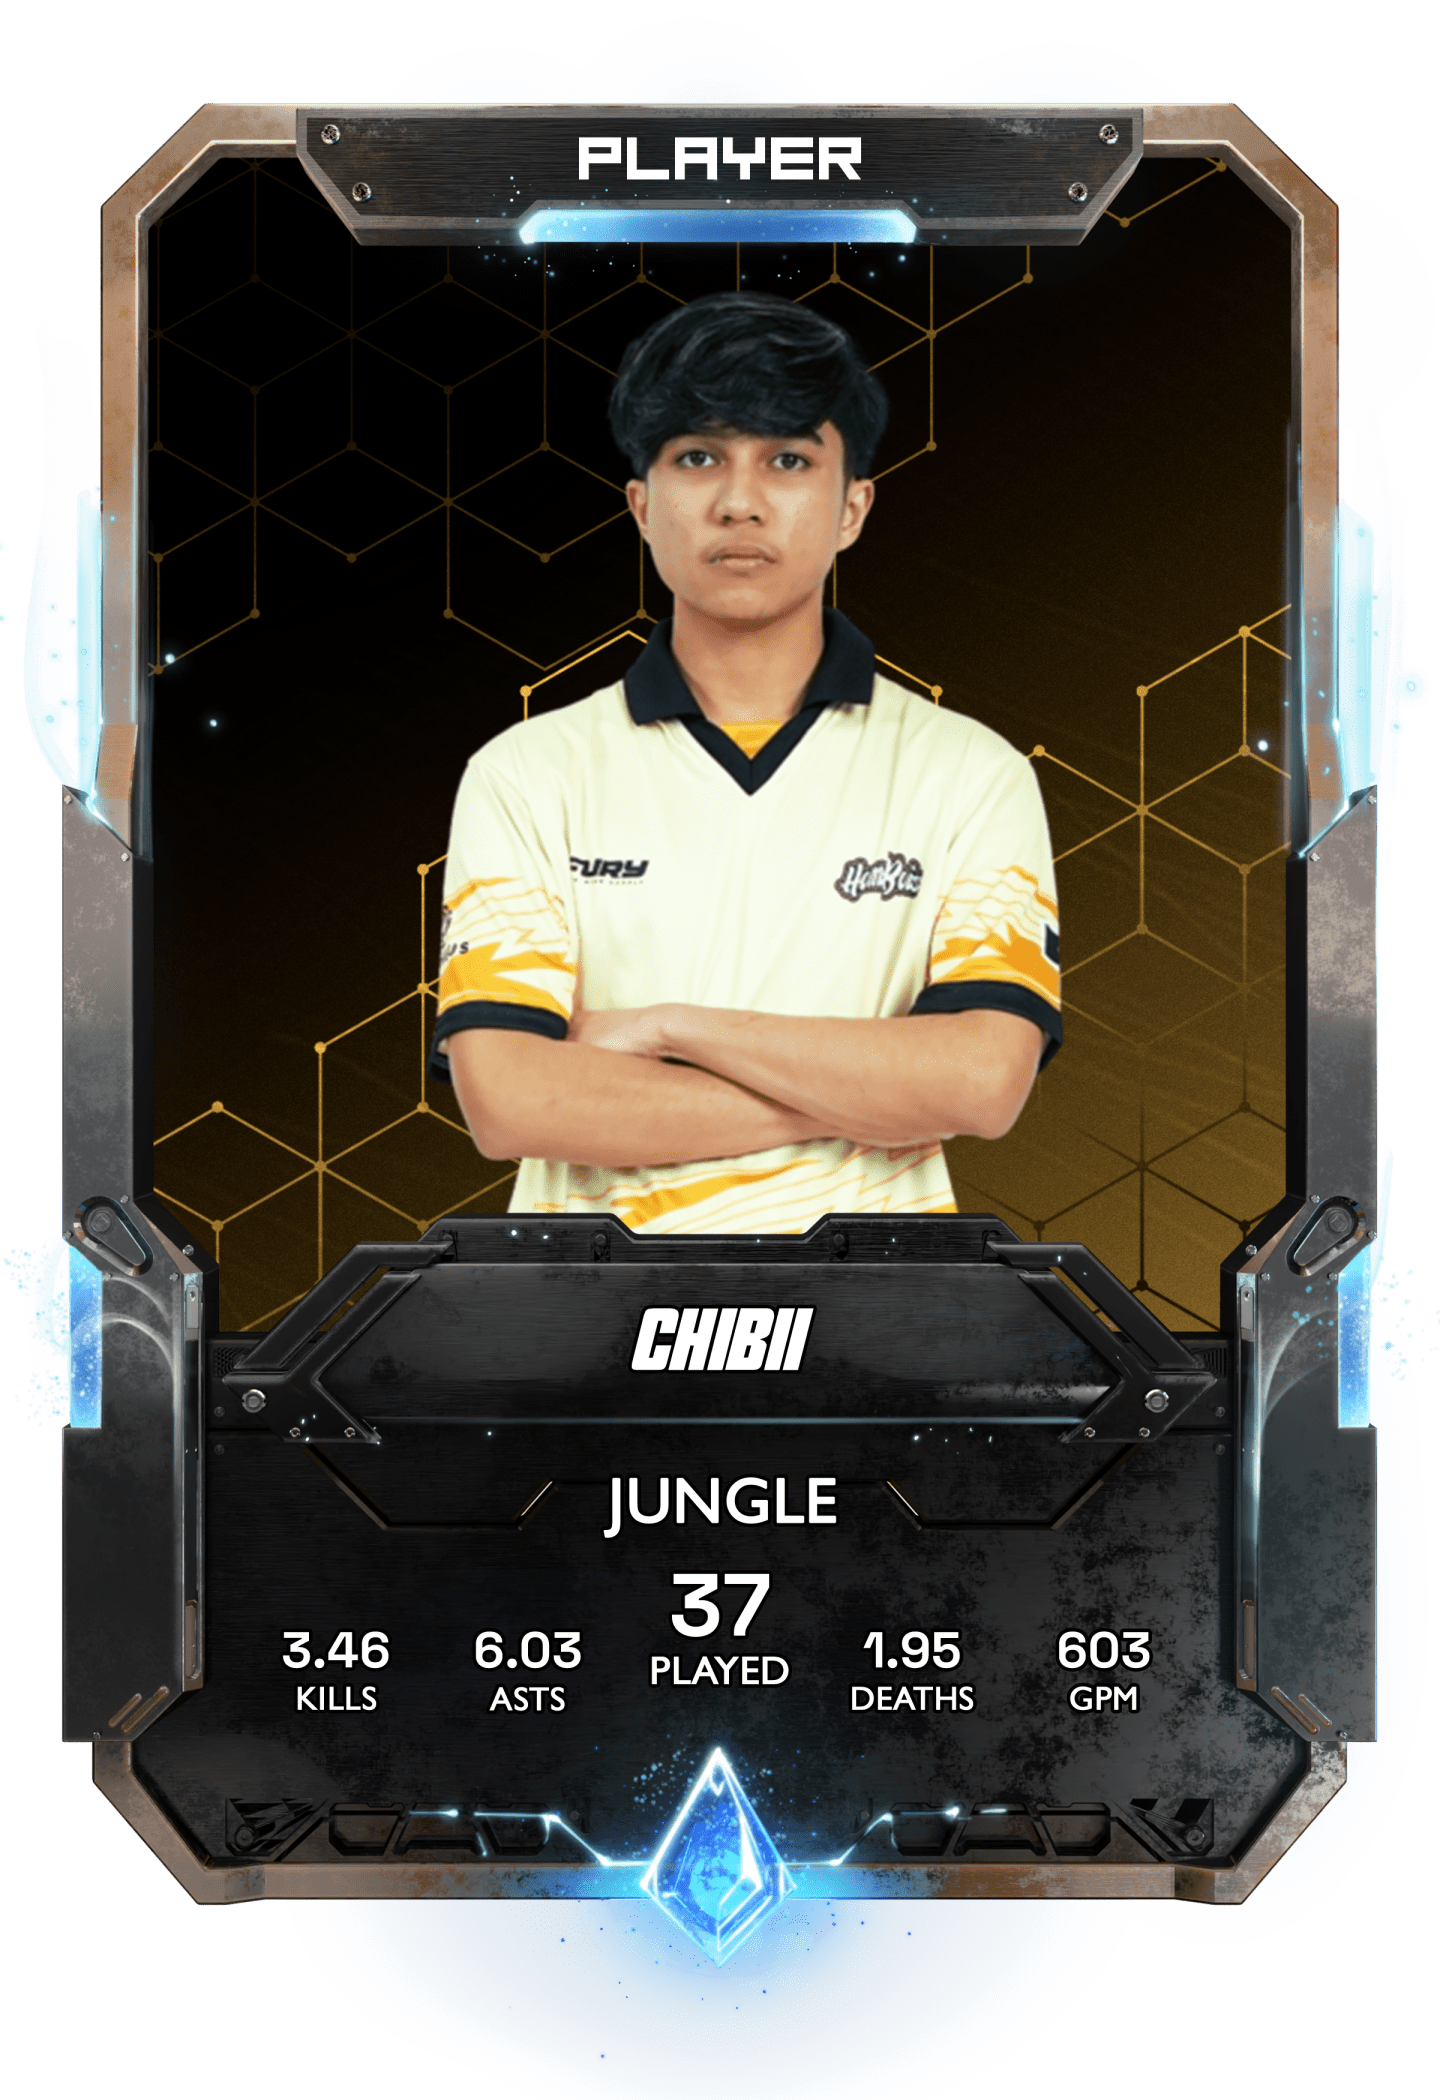 PLAYER
FURY
CHIBII
JUNGLE
37
PLAYED
3.46
KILLS
6.03
ASTS
1.95
DEATHS
603
GPM